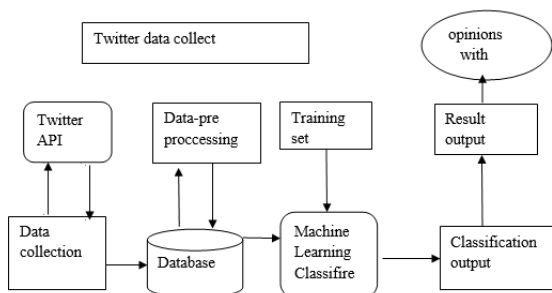 Twitter data collect
opinions
with
Twitter
API
Data-pre
proccessing
Training
set
Result
output
Data
collection
Database
Machine
Learning
Classifire
Classification
output